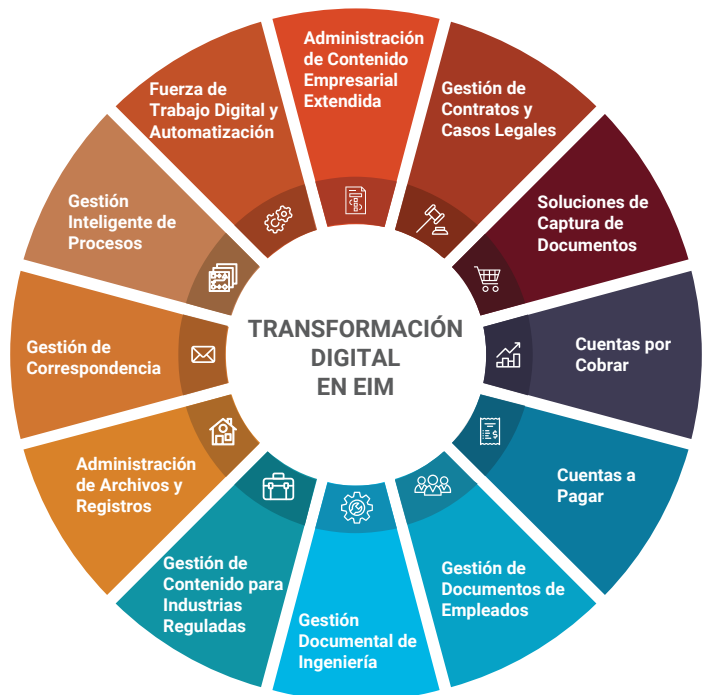 Administración
de Contenido
Empresarial
Extendida
Gestión de
Contratos y
Casos Legales
Soluciones de
Captura de
Documentos
Cuentas por
Cobrar
Cuentas a
Pagar
Gestión de
Documentos de
Empleados
Gestión
Documental de
Ingeniería
Gestión de
Contenido para
Industrias
Reguladas
Administración
de Archivos y
Registros
Gestión de
Correspondencia
Gestión
Inteligente de
Procesos
Fuerza de
Trabajo Digital y
Automatización
TRANSFORMACIÓN
DIGITAL
EN EIM